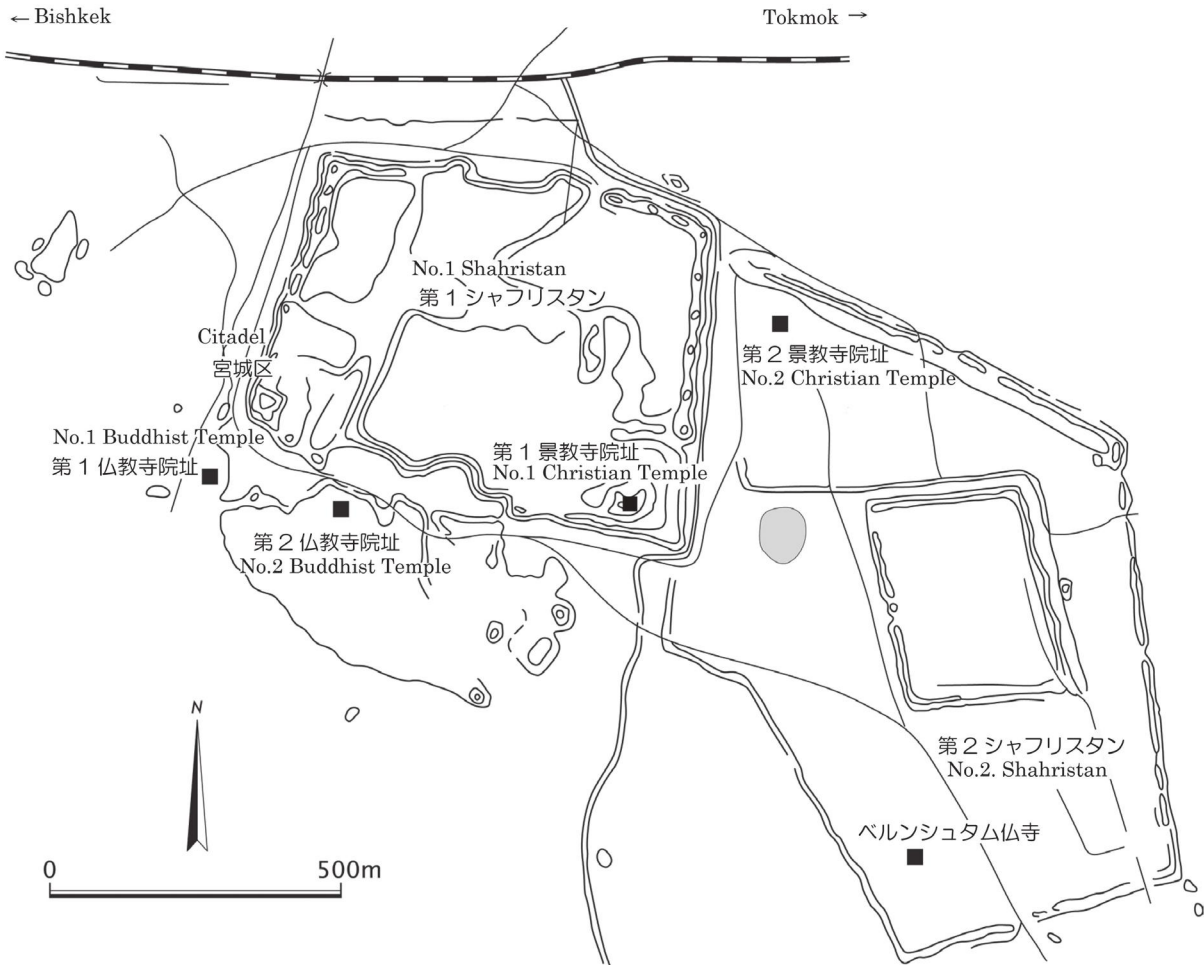 ← Bishkek
Tokmok →
No.1 Shahristan
第1シャフリスタン
Citadel
宮城区
第2景教寺院址
No.2 Christian Temple
No.1 Buddhist Temple
第1仏教寺院址
第1景教寺院址
No.1 Christian Temple
第2仏教寺院址
No.2 Buddhist Temple
N
第2シャフリスタン
No.2. Shahristan
ベルンシュタム仏寺
0
500m